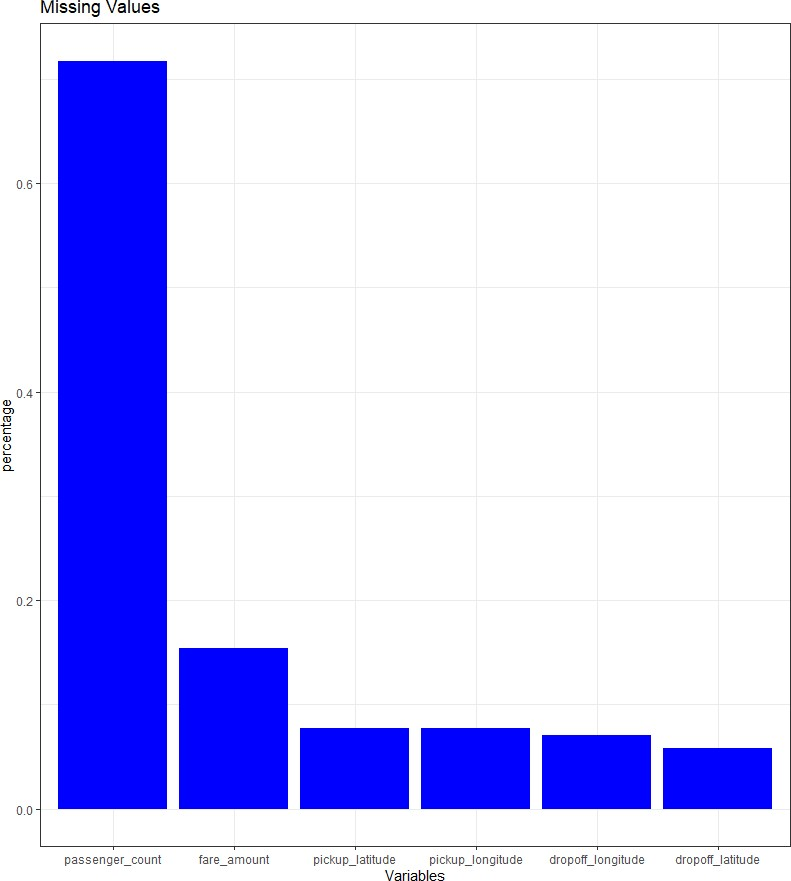 Missing Values
percentage
0.6
0.4
0.2
0.0
passenger_count fare_amount pickup_latitude pickup_longitude dropoff_longitude dropoff_latitude
Variables